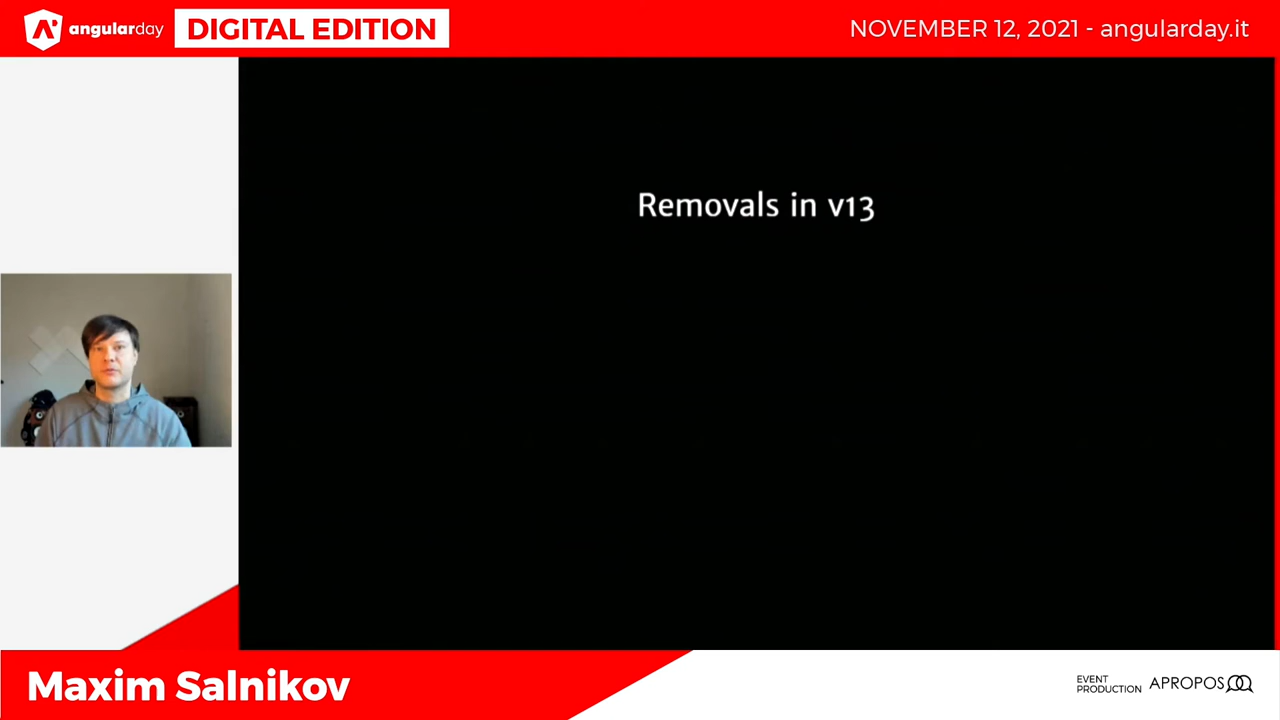 angularday
DIGITAL EDITION
NOVEMBER 12, 2021 - angularday.it
Removals in v13
Maxim Salnikov
EVENT
PRODUCTION
APROPOS